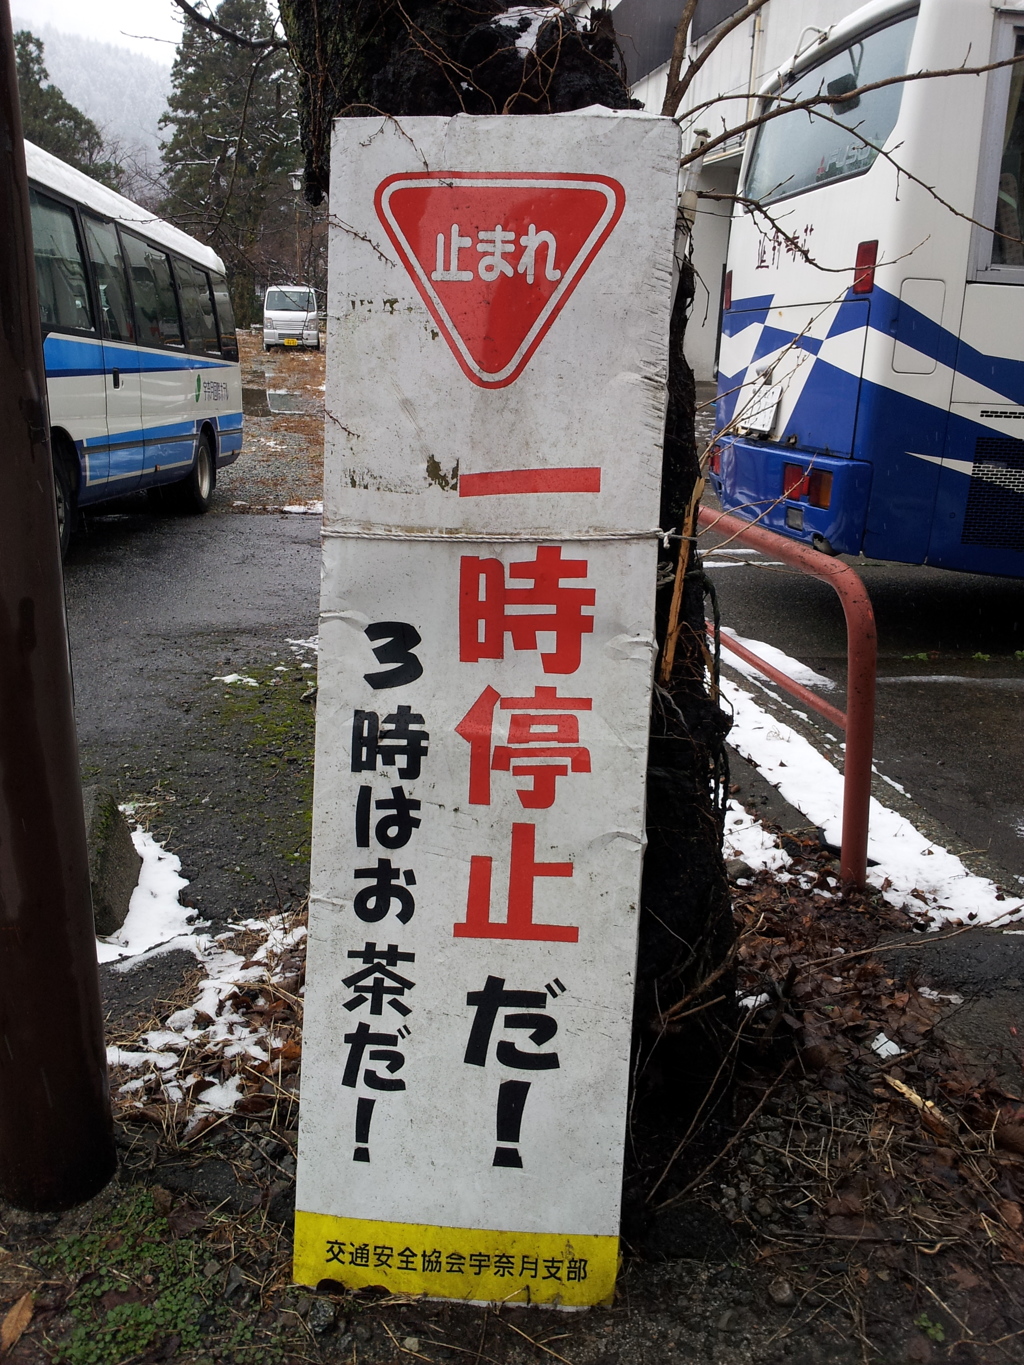 止まれ
一時停止だ！
3時はお茶だ！
交通安全協会宇奈月支部